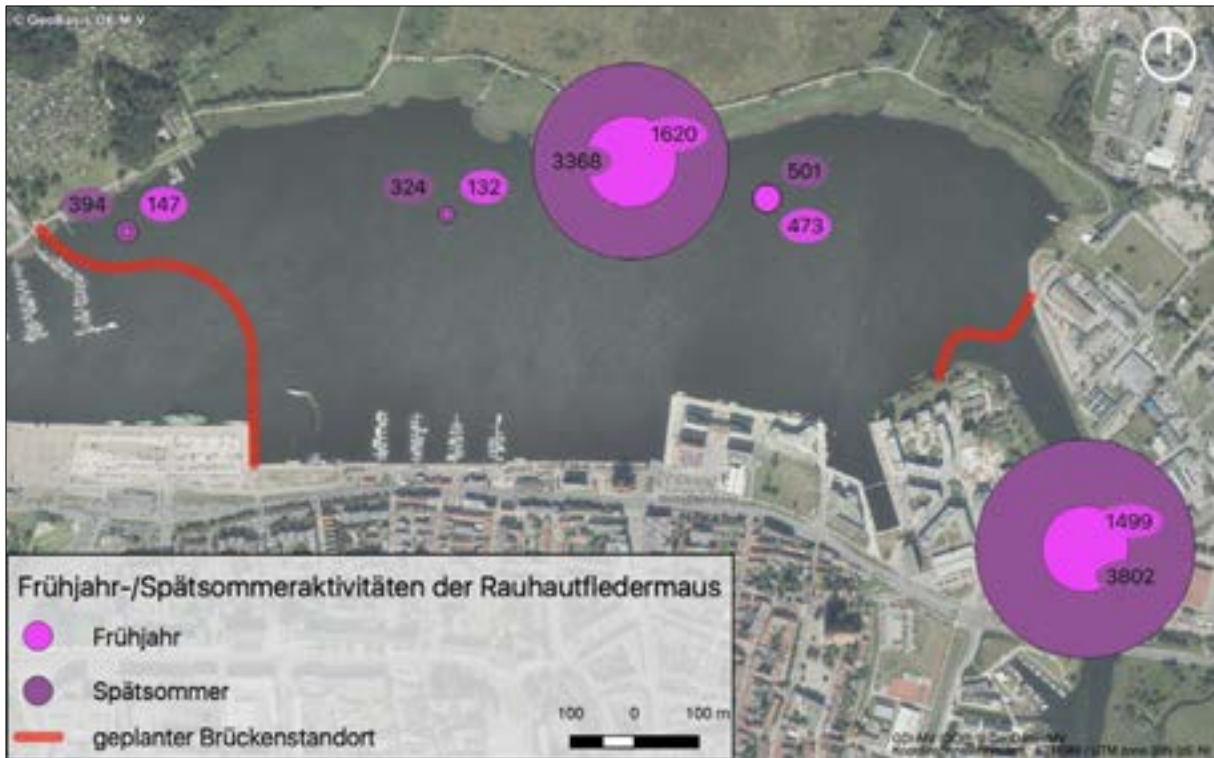 © GeoBasis DE/M-V
1620
3368
501
324
132
394
147
473
1499
3802
Frühjahr-/Spätsommeraktivitäten der Rauhautfledermaus
Frühjahr
Spätsommer
geplanter Brückenstandort
100 0 100 m